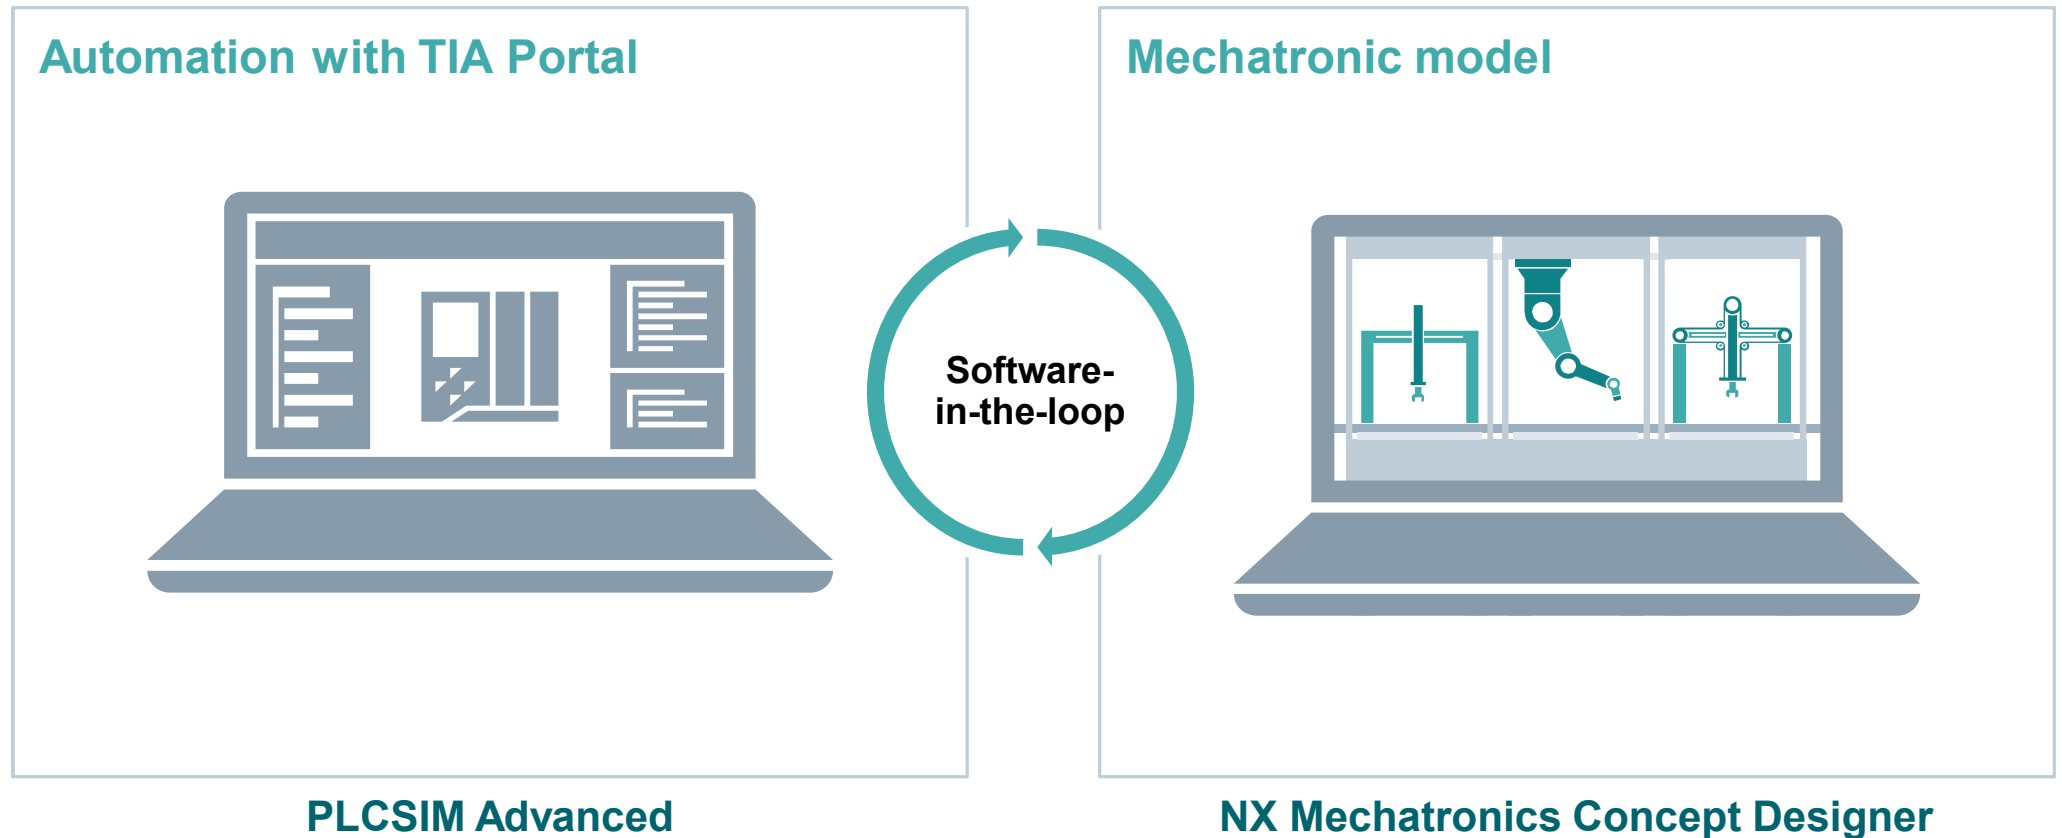 Automation with TIA Portal
Mechatronic model
Software-
in-the-loop
PLCSIM Advanced
NX Mechatronics Concept Designer